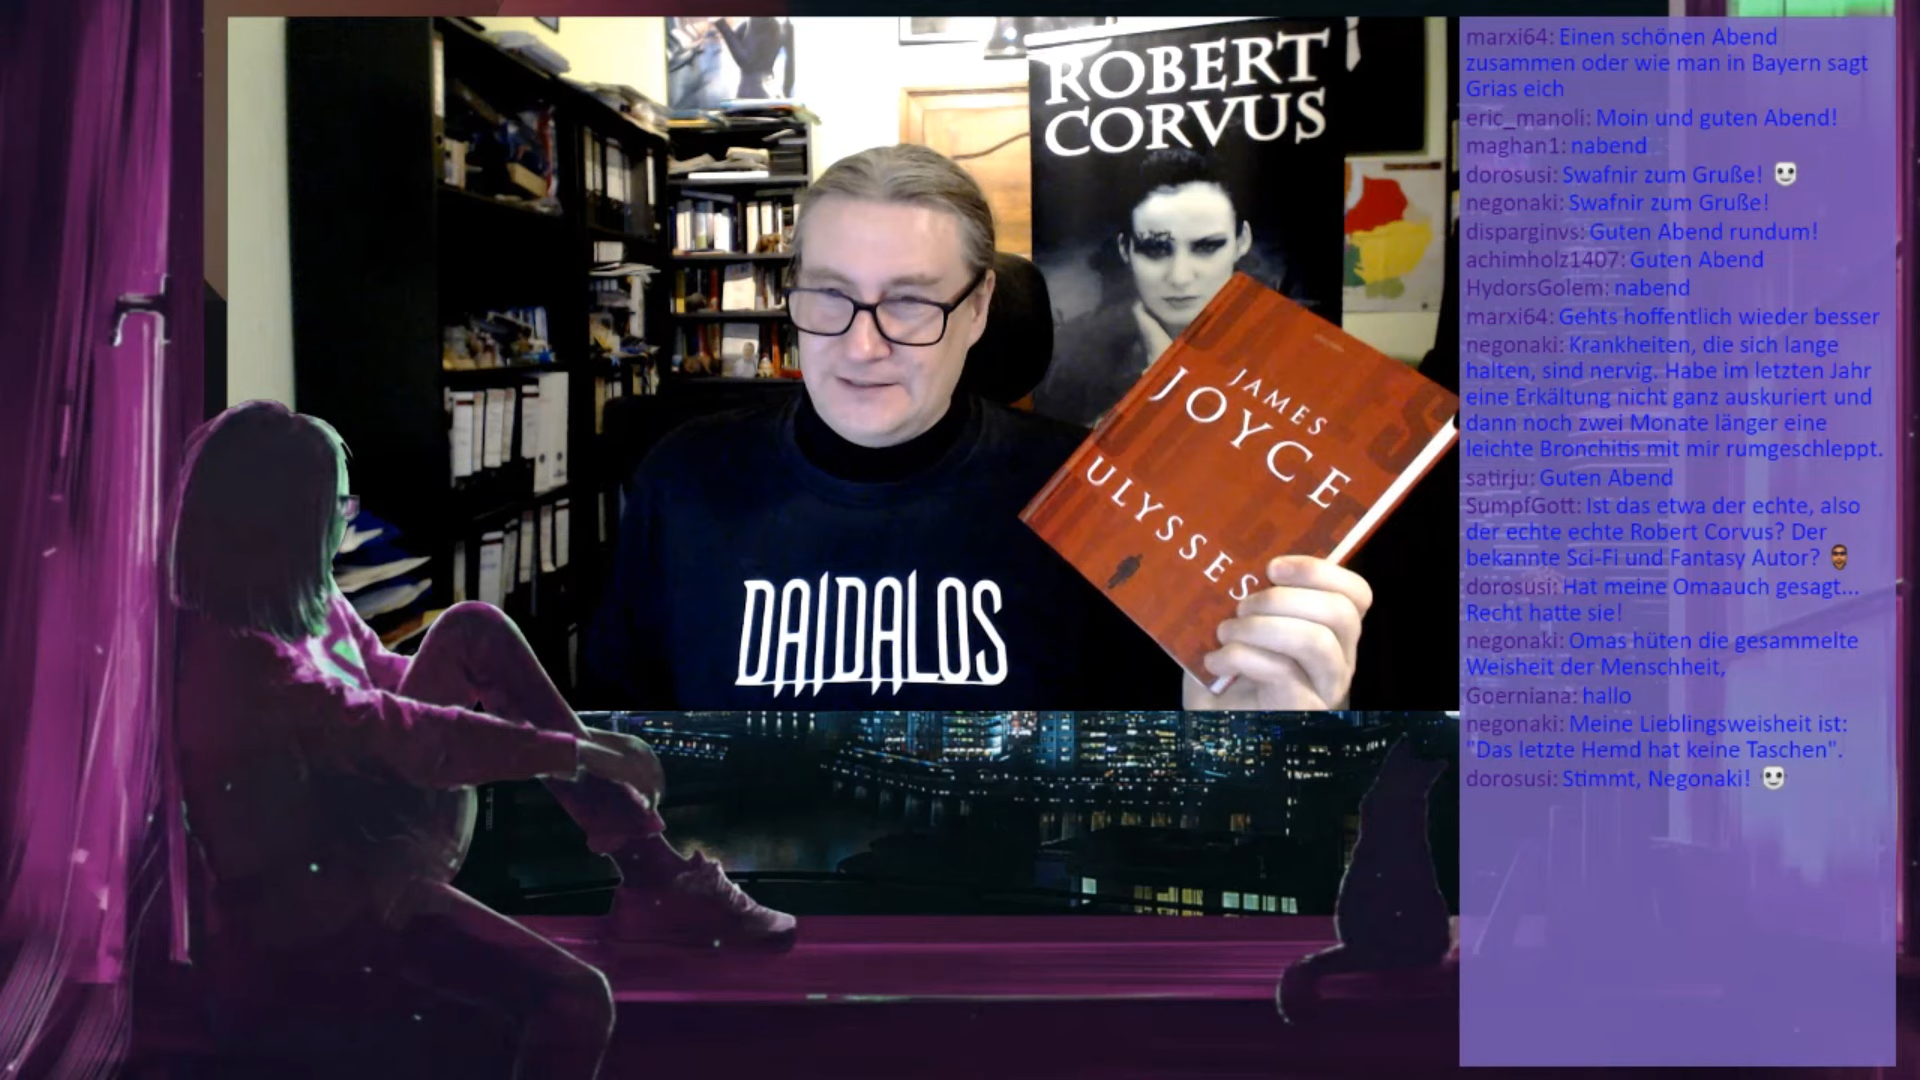 ROBERT
CORVUS
JAMES
JOYCE
ULYSSES
DAIDALOS
marxi64: Einen schönen Abend
zusammen oder wie man in Bayern sagt
Grias eich
eric_manoli: Moin und guten Abend!
maghan1: nabend
dorosusi: Swafnir zum Gruße!
negonaki: Swafnir zum Gruße!
disparginvs: Guten Abend rundum!
achimholz1407: Guten Abend
HydorsGolem: nabend
marxi64: Gehts hoffentlich wieder besser
negonaki: Krankheiten, die sich lange
halten, sind nervig. Habe im letzten Jahr
eine Erkältung nicht ganz auskuriert und
dann noch zwei Monate länger eine
leichte Bronchitis mit mir rumgeschleppt.
satirju: Guten Abend
SumpfGott: Ist das etwa der echte, also
der echte echte Robert Corvus? Der
bekannte Sci-Fi und Fantasy Autor?
dorosusi: Hat meine Omaauch gesagt...
Recht hatte sie!
negonaki: Omas hüten die gesammelte
Weisheit der Menschheit,
Goerniana: hallo
negonaki: Meine Lieblingsweisheit ist:
"Das letzte Hemd hat keine Taschen".
dorosusi: Stimmt, Negonaki!